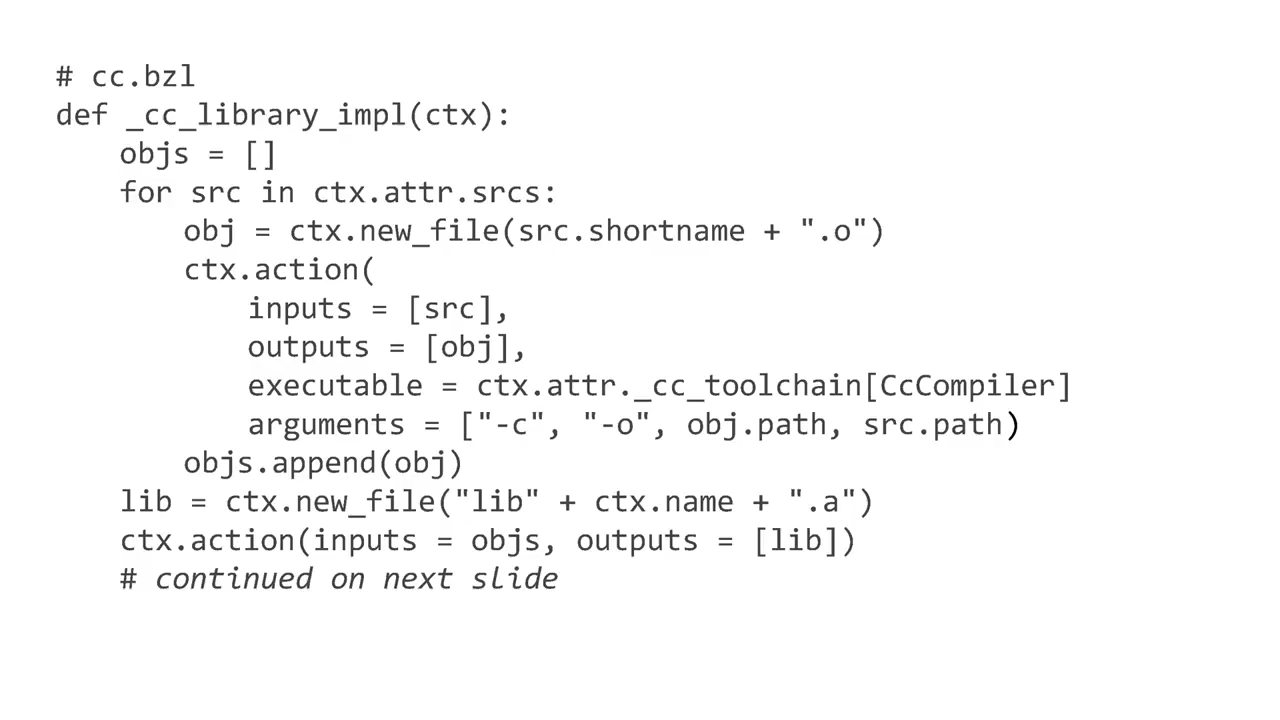 # cc.bzl
def _cc_library_impl(ctx):
    objs = []
    for src in ctx.attr.srcs:
        obj = ctx.new_file(src.shortname + ".o")
        ctx.action(
            inputs = [src],
            outputs = [obj],
            executable = ctx.attr._cc_toolchain[CcCompiler]
            arguments = ["-c", "-o", obj.path, src.path)
        objs.append(obj)
    lib = ctx.new_file("lib" + ctx.name + ".a")
    ctx.action(inputs = objs, outputs = [lib])
    # continued on next slide